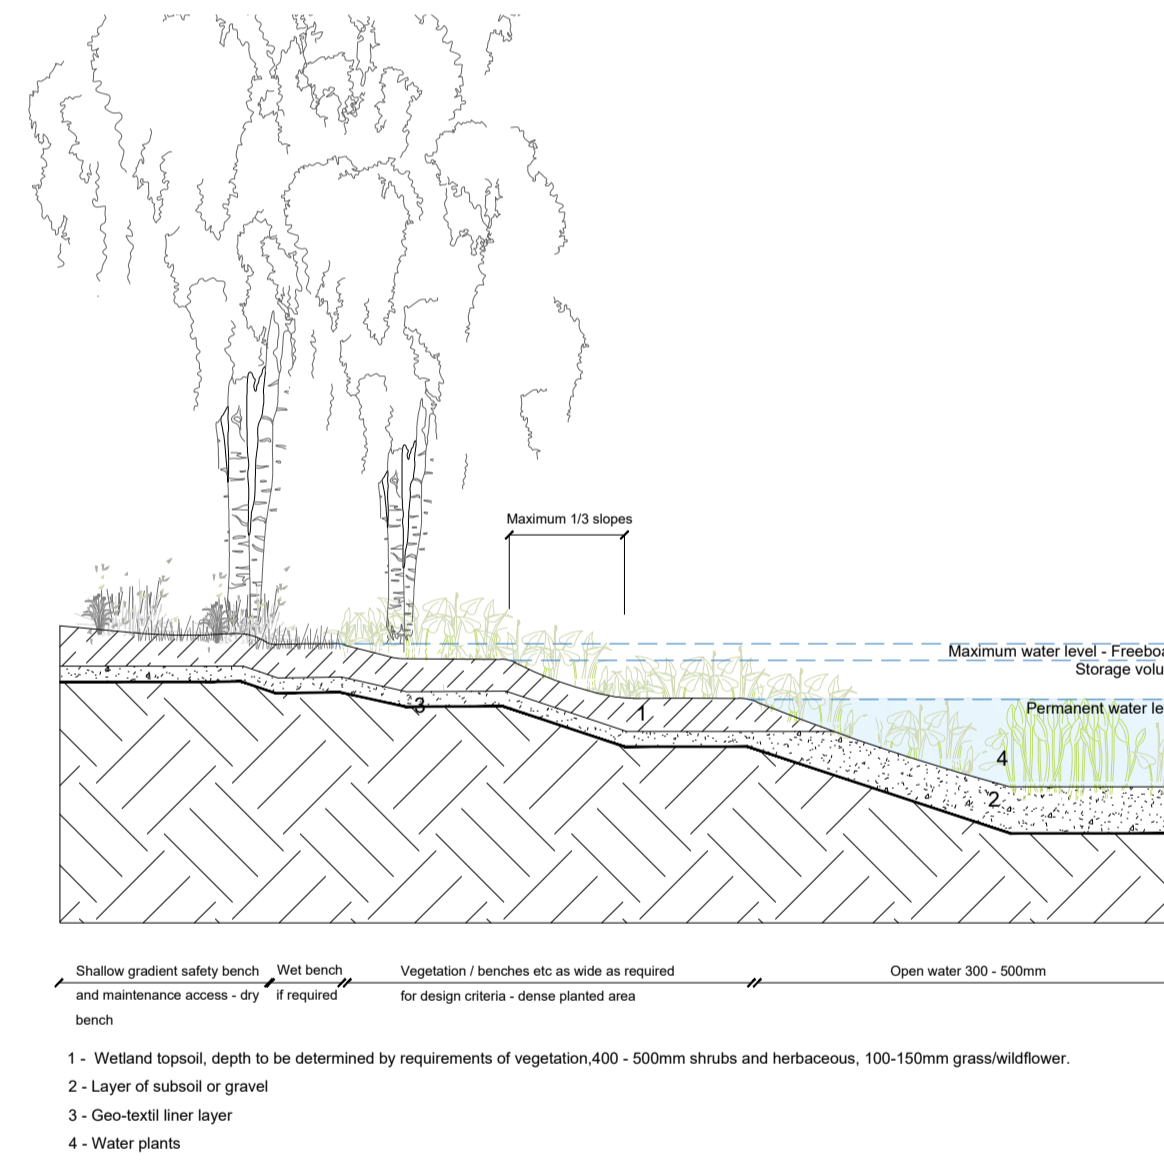 Maximum 1/3 slopes
Maximum water level - Freeboa
Storage volu
Permanent water le
3
1
4
2
Shallow gradient safety bench
and maintenance access - dry
bench
Wet bench
if required
Vegetation / benches etc as wide as required
for design criteria - dense planted area
Open water 300 - 500mm
1 - Wetland topsoil, depth to be determined by requirements of vegetation,400 - 500mm shrubs and herbaceous, 100-150mm grass/wildflower.
2 - Layer of subsoil or gravel
3 - Geo-textil liner layer
4 - Water plants